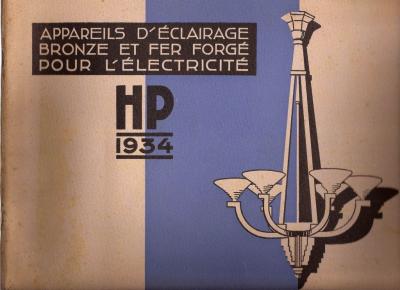 APPAREILS D'ÉCLAIRAGE
BRONZE ET FER FORGÉ
POUR L'ÉLECTRICITÉ
HP
1934